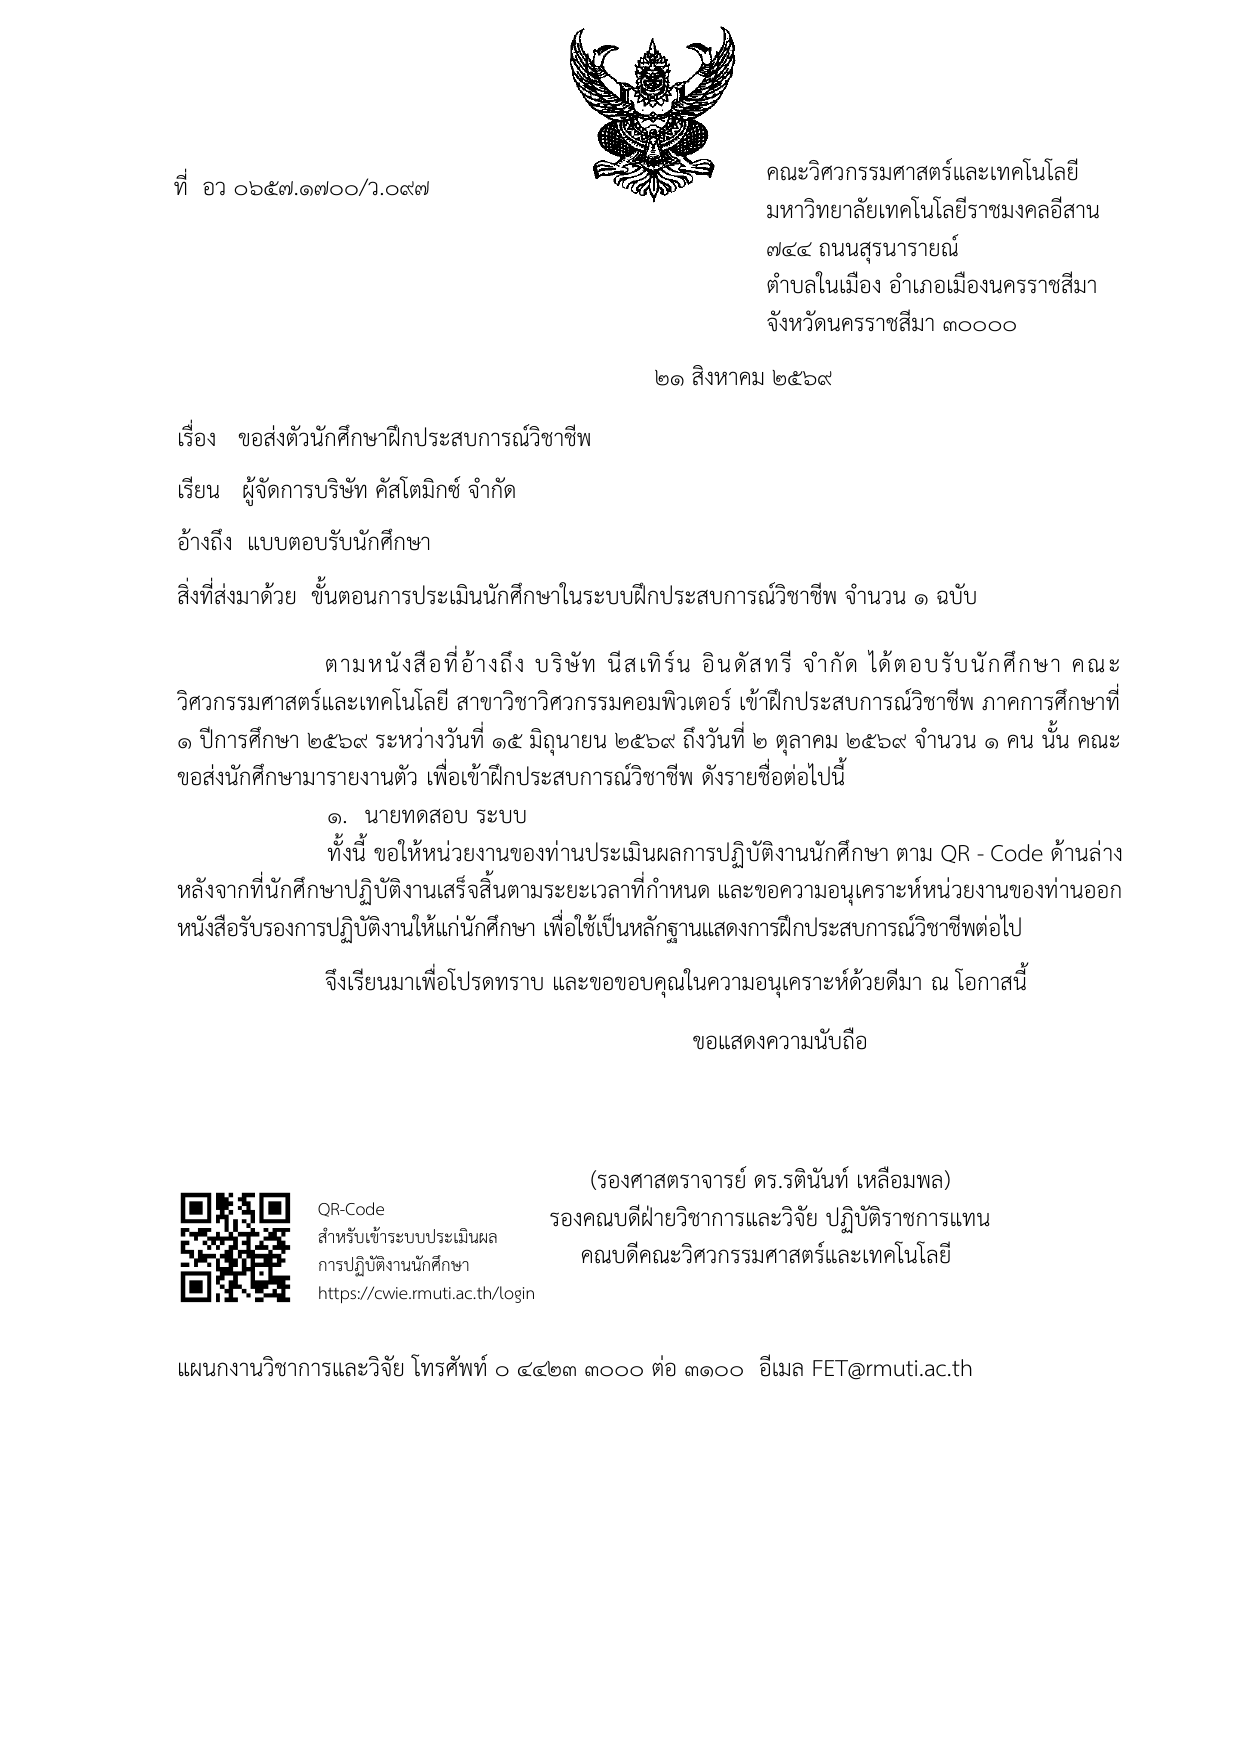 ที่ อว ๐๖๕๗.๑๗๐๐/ว.๐๙๗
คณะวิศวกรรมศาสตร์และเทคโนโลยี
มหาวิทยาลัยเทคโนโลยีราชมงคลอีสาน
๗๔๔ ถนนสุรนารายณ์
ตำบลในเมือง อำเภอเมืองนครราชสีมา
จังหวัดนครราชสีมา ๓๐๐๐๐
๒๑ สิงหาคม ๒๕๖๙
เรื่อง ขอส่งตัวนักศึกษาฝึกประสบการณ์วิชาชีพ
เรียน ผู้จัดการบริษัท คัสโตมิกซ์ จำกัด
อ้างถึง แบบตอบรับนักศึกษา
สิ่งที่ส่งมาด้วย ขั้นตอนการประเมินนักศึกษาในระบบฝึกประสบการณ์วิชาชีพ จำนวน ๑ ฉบับ
ตามหนังสือที่อ้างถึง บริษัท นีสเทิร์น อินดัสทรี จำกัด ได้ตอบรับนักศึกษา คณะ
วิศวกรรมศาสตร์และเทคโนโลยี สาขาวิชาวิศวกรรมคอมพิวเตอร์ เข้าฝึกประสบการณ์วิชาชีพ ภาคการศึกษาที่
๑ ปีการศึกษา ๒๕๖๙ ระหว่างวันที่ ๑๕ มิถุนายน ๒๕๖๙ ถึงวันที่ ๒ ตุลาคม ๒๕๖๙ จำนวน ๑ คน นั้น คณะ
ขอส่งนักศึกษามารายงานตัว เพื่อเข้าฝึกประสบการณ์วิชาชีพ ดังรายชื่อต่อไปนี้
๑. นายทดสอบ ระบบ
ทั้งนี้ ขอให้หน่วยงานของท่านประเมินผลการปฏิบัติงานนักศึกษา ตาม QR - Code ด้านล่าง
หลังจากที่นักศึกษาปฏิบัติงานเสร็จสิ้นตามระยะเวลาที่กำหนด และขอความอนุเคราะห์หน่วยงานของท่านออก
หนังสือรับรองการปฏิบัติงานให้แก่นักศึกษา เพื่อใช้เป็นหลักฐานแสดงการฝึกประสบการณ์วิชาชีพต่อไป
จึงเรียนมาเพื่อโปรดทราบ และขอขอบคุณในความอนุเคราะห์ด้วยดีมา ณ โอกาสนี้
ขอแสดงความนับถือ
(รองศาสตราจารย์ ดร.รตินันท์ เหลือมพล)
รองคณบดีฝ่ายวิชาการและวิจัย ปฏิบัติราชการแทน
คณบดีคณะวิศวกรรมศาสตร์และเทคโนโลยี
QR-Code
สำหรับเข้าระบบประเมินผล
การปฏิบัติงานนักศึกษา
https://cwie.rmuti.ac.th/login
แผนกงานวิชาการและวิจัย โทรศัพท์ ๐ ๔๔๒๓ ๓๐๐๐ ต่อ ๓๑๐๐ อีเมล FET@rmuti.ac.th